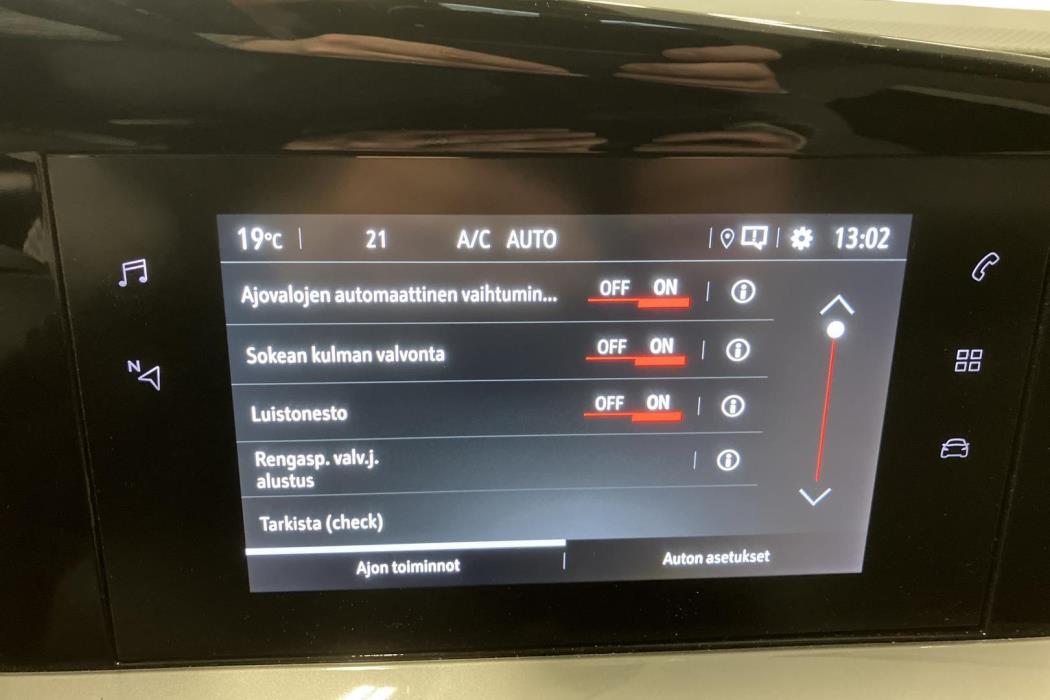 19°C 21 A/C AUTO 13:02
Ajovalojen automaattinen vaihtumin... OFF ON
Sokean kulman valvonta OFF ON
N
Luistonesto OFF ON
Rengasp. valv.j.
alustus
Tarkista (check)
Ajon toiminnot Auton asetukset